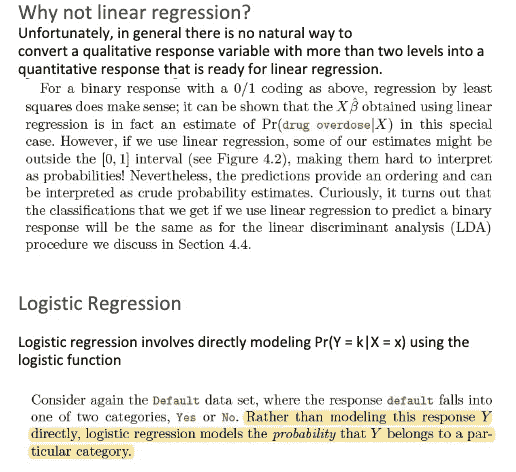 Why not linear regression?
Unfortunately, in general there is no natural way to
convert a qualitative response variable with more than two levels into a
quantitative response that is ready for linear regression.
For a binary response with a 0/1 coding as above, regression by least
squares does make sense; it can be shown that the Xβ̂ obtained using linear
regression is in fact an estimate of Pr(drug overdose|X) in this special
case. However, if we use linear regression, some of our estimates might be
outside the [0, 1] interval (see Figure 4.2), making them hard to interpret
as probabilities! Nevertheless, the predictions provide an ordering and can
be interpreted as crude probability estimates. Curiously, it turns out that
the classifications that we get if we use linear regression to predict a binary
response will be the same as for the linear discriminant analysis (LDA)
procedure we discuss in Section 4.4.
Logistic Regression
Logistic regression involves directly modeling Pr(Y = k|X = x) using the
logistic function
Consider again the Default data set, where the response default falls into
one of two categories, Yes or No. Rather than modeling this response Y
directly, logistic regression models the probability that Y belongs to a par-
ticular category.